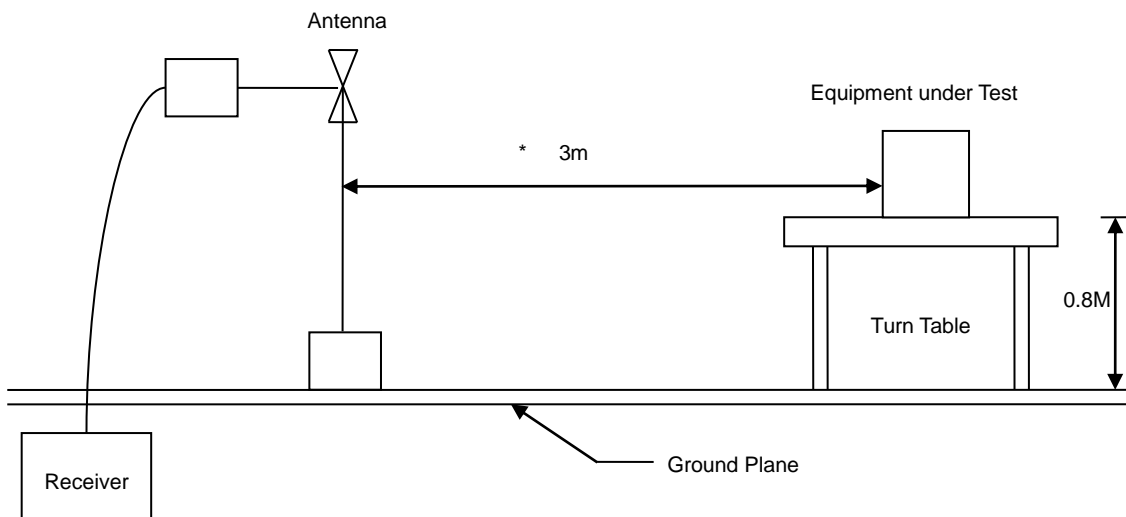 Antenna
Equipment under Test
* 3m
0.8M
Turn Table
Ground Plane
Receiver